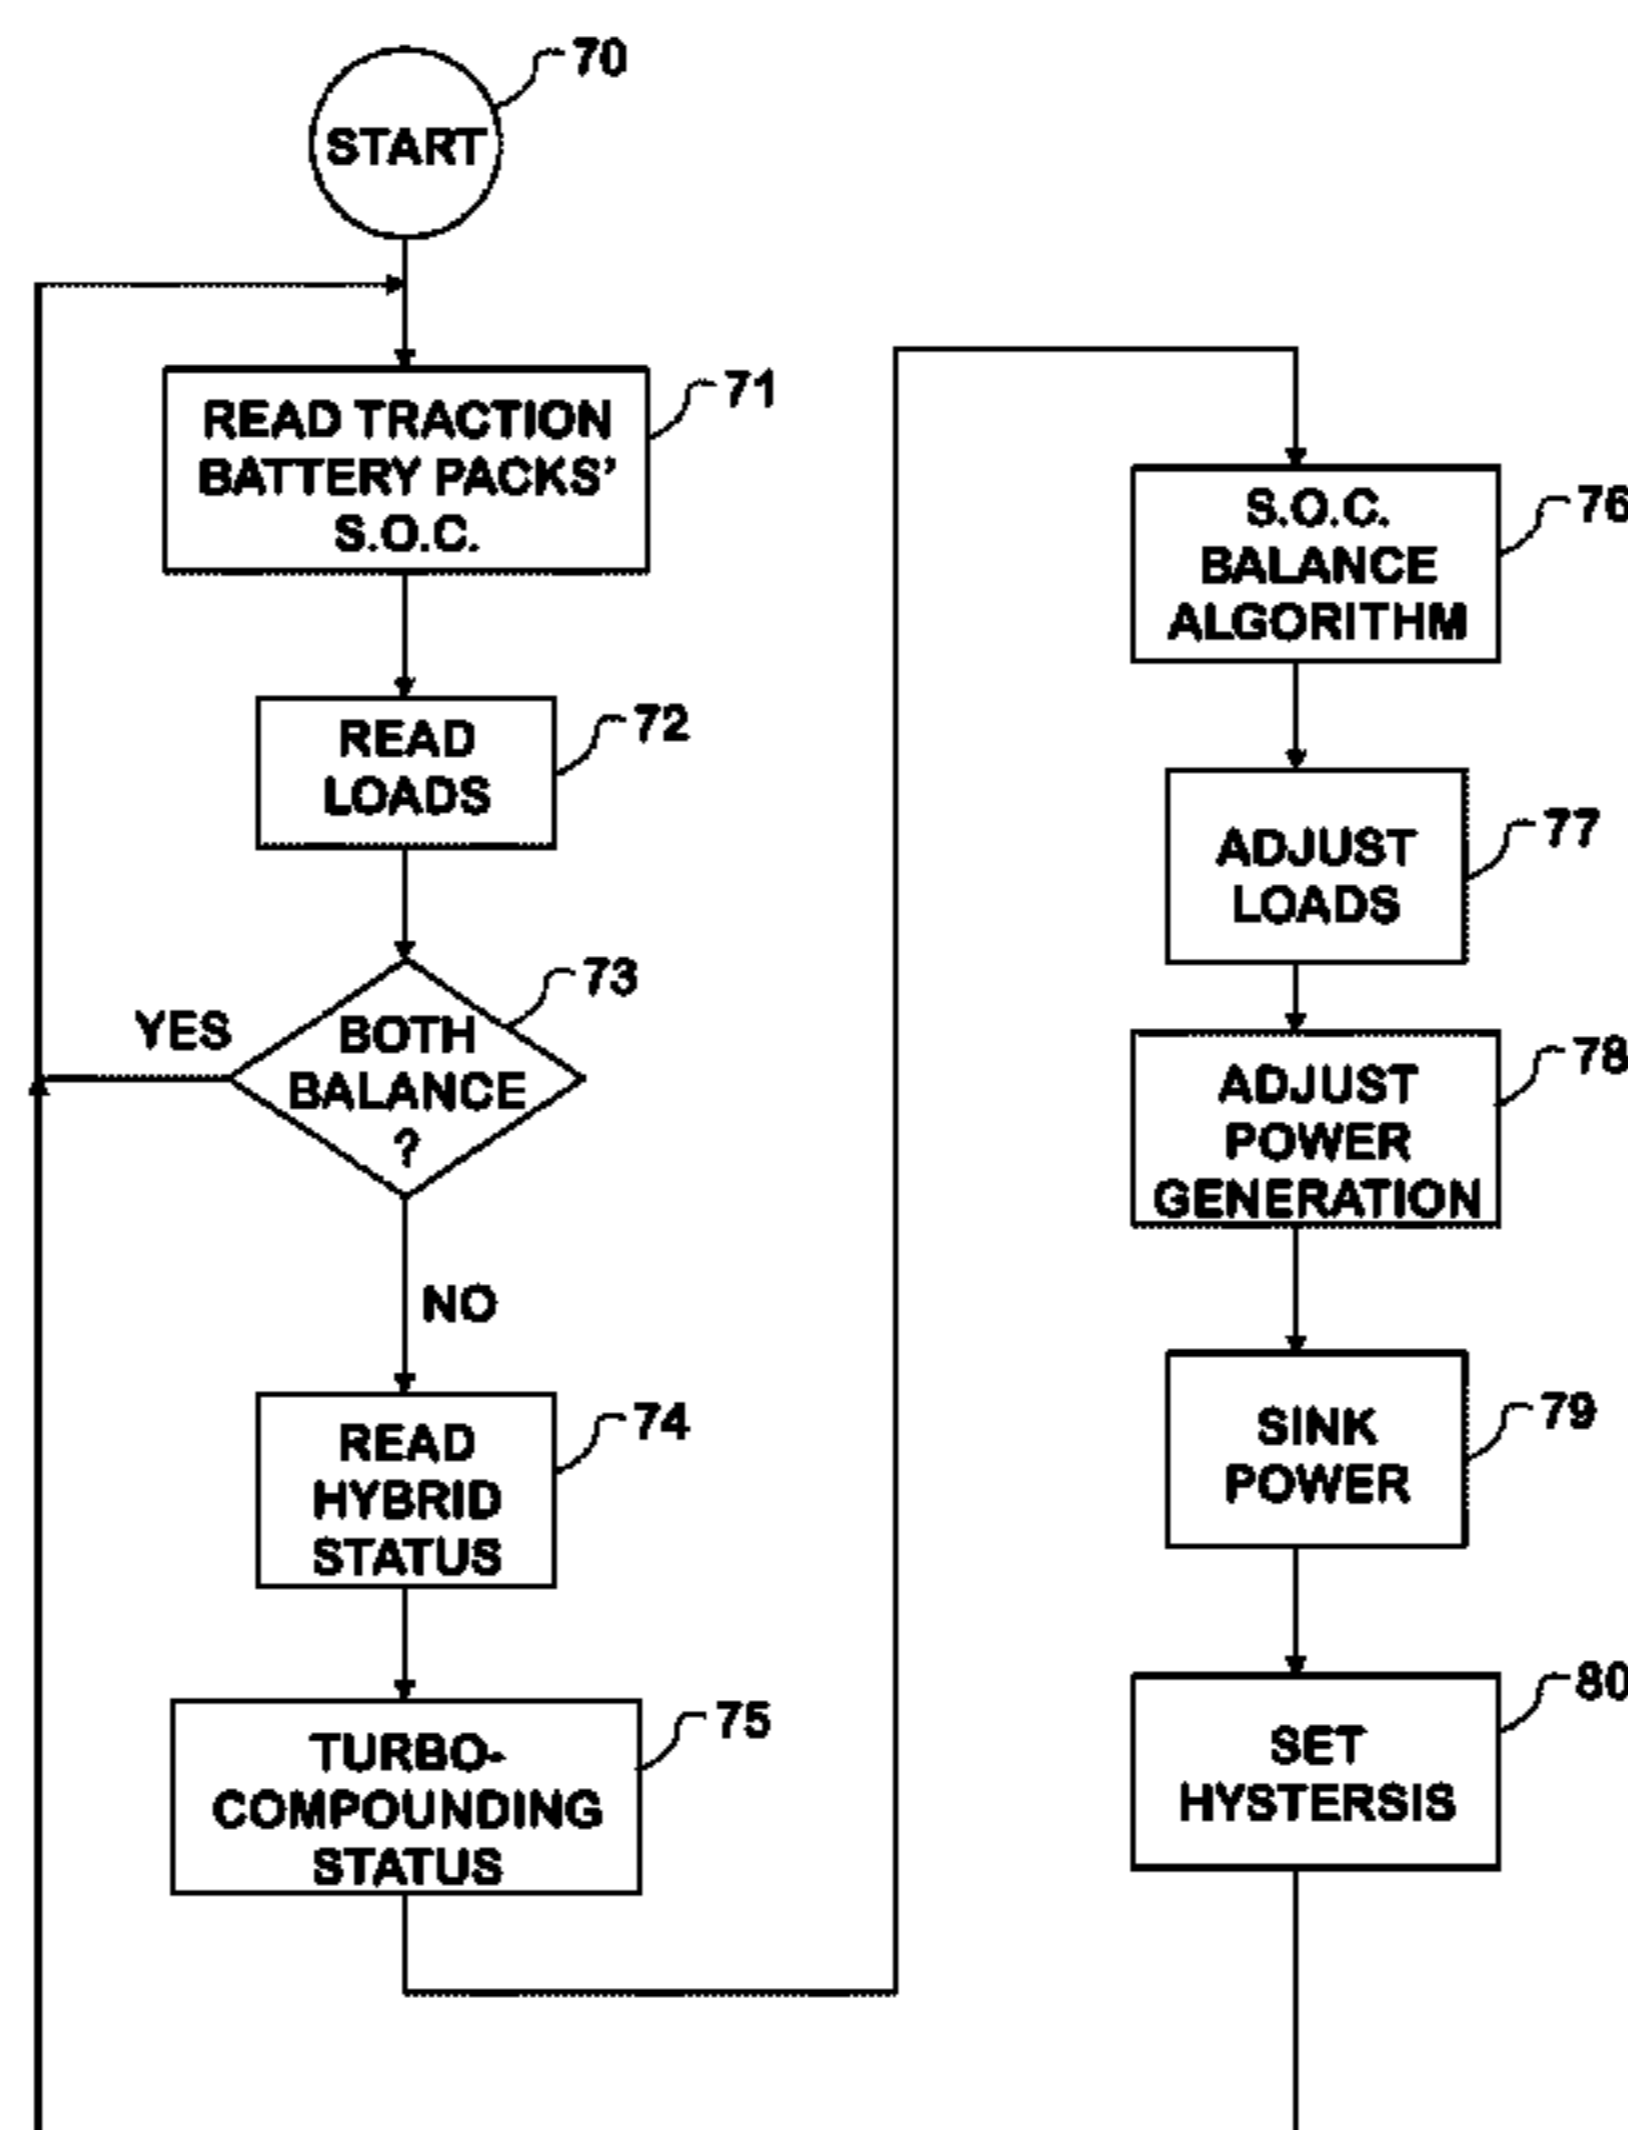 70
START
71
READ TRACTION
BATTERY PACKS'
S.O.C.
72
READ
LOADS
73
YES
BOTH
BALANCE
?
NO
74
READ
HYBRID
STATUS
75
TURBO-
COMPOUNDING
STATUS
76
S.O.C.
BALANCE
ALGORITHM
77
ADJUST
LOADS
78
ADJUST
POWER
GENERATION
79
SINK
POWER
80
SET
HYSTERSIS